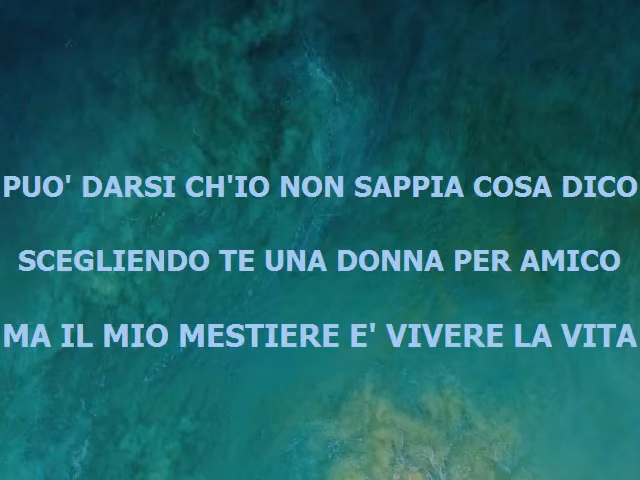 PUO' DARSI CH'IO NON SAPPIA COSA DICO
SCEGLIENDO TE UNA DONNA PER AMICO
MA IL MIO MESTIERE E' VIVERE LA VITA